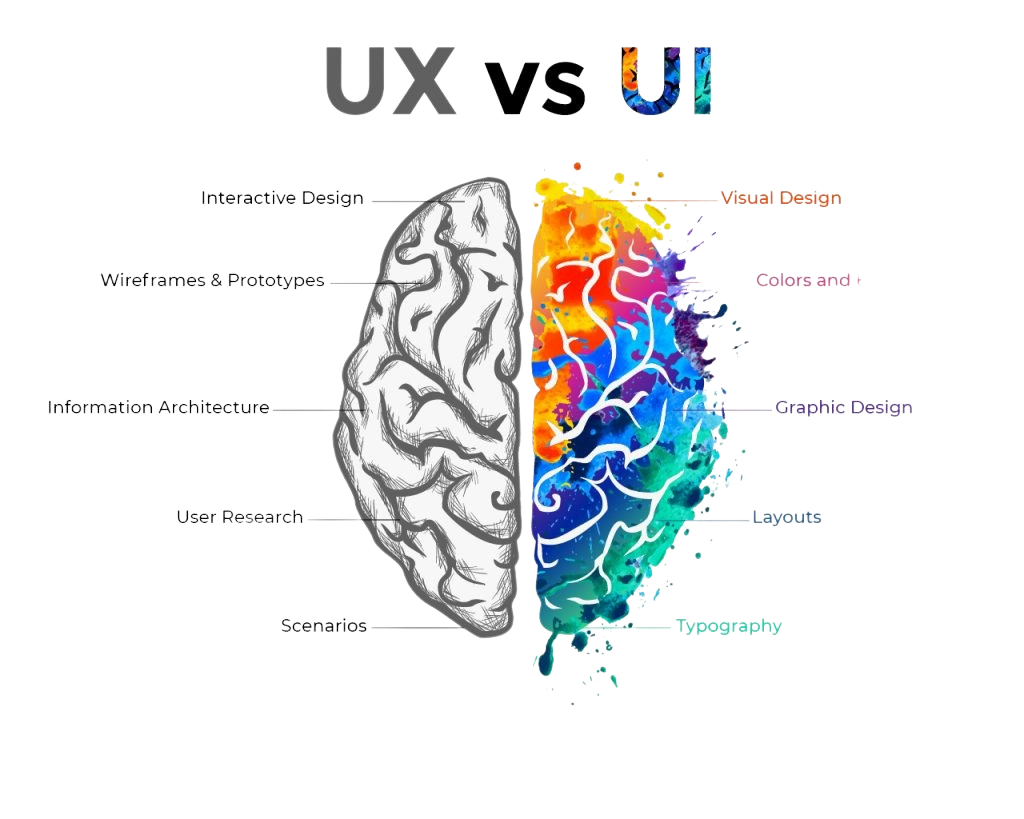 UX vs UI
Interactive Design
Visual Design
Wireframes & Prototypes
Colors and
Information Architecture
Graphic Design
User Research
Layouts
Scenarios
Typography